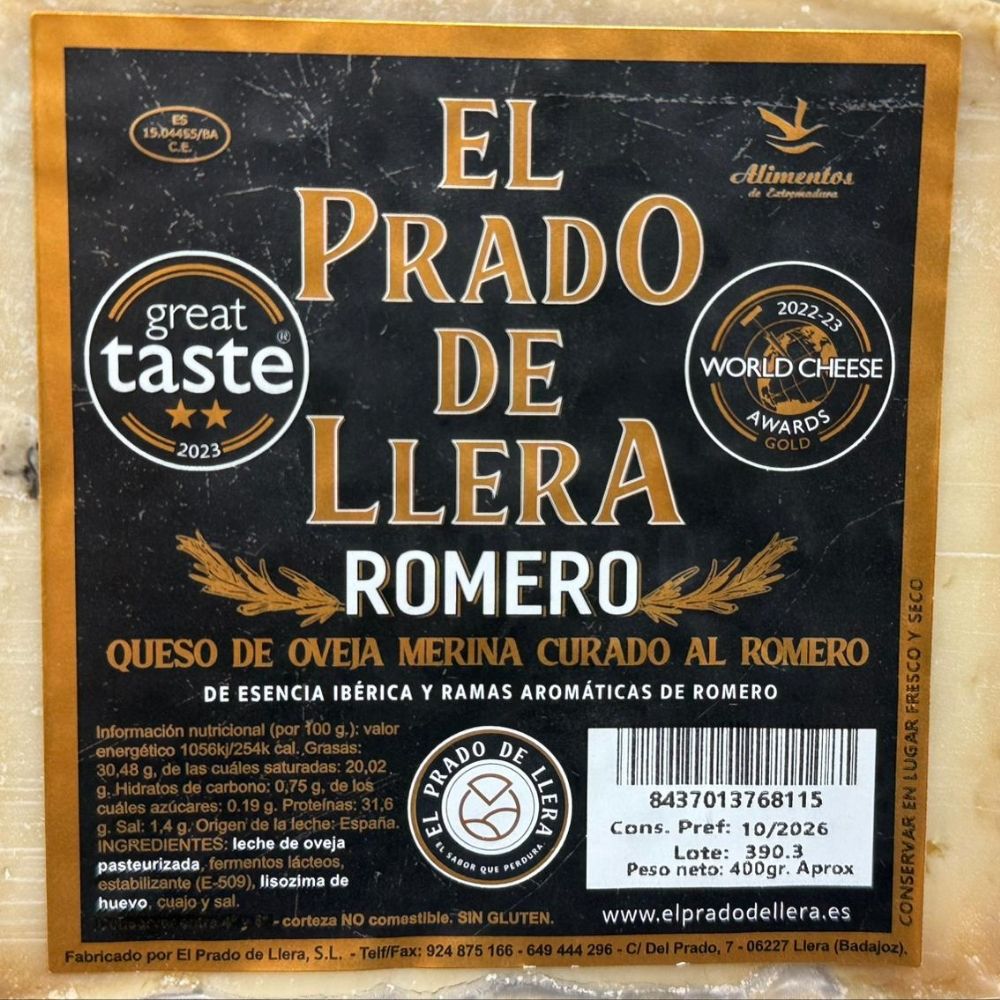 ES
15.04455/BA
C.E.
Alimentos
de Extremadura
EL
PRADO
DE
LLERA
great
taste®
2023
2022-23
WORLD CHEESE
AWARDS
GOLD
ROMERO
QUESO DE OVEJA MERINA CURADO AL ROMERO
DE ESENCIA IBÉRICA Y RAMAS AROMÁTICAS DE ROMERO
Información nutricional (por 100 g.): valor
energético 1056kj/254k cal. Grasas:
30,48 g, de las cuáles saturadas: 20,02
g. Hidratos de carbono: 0,75 g, de los
cuáles azúcares: 0.19 g. Proteínas: 31,6
g. Sal: 1,4 g. Origen de la leche: España.
INGREDIENTES: leche de oveja
pasteurizada, fermentos lácteos,
estabilizante (E-509), lisozima de
huevo, cuajo y sal.
entre 4° y 8° - corteza NO comestible. SIN GLUTEN.
EL PRADO DE LLERA
EL SABOR QUE PERDURA.
8437013768115
Cons. Pref: 10/2026
Lote: 390.3
Peso neto: 400gr. Aprox
www.elpradodellera.es
CONSERVAR EN LUGAR FRESCO Y SECO
Fabricado por El Prado de Llera, S.L. - Telf/Fax: 924 875 166 - 649 444 296 - C/ Del Prado, 7 - 06227 Llera (Badajoz).